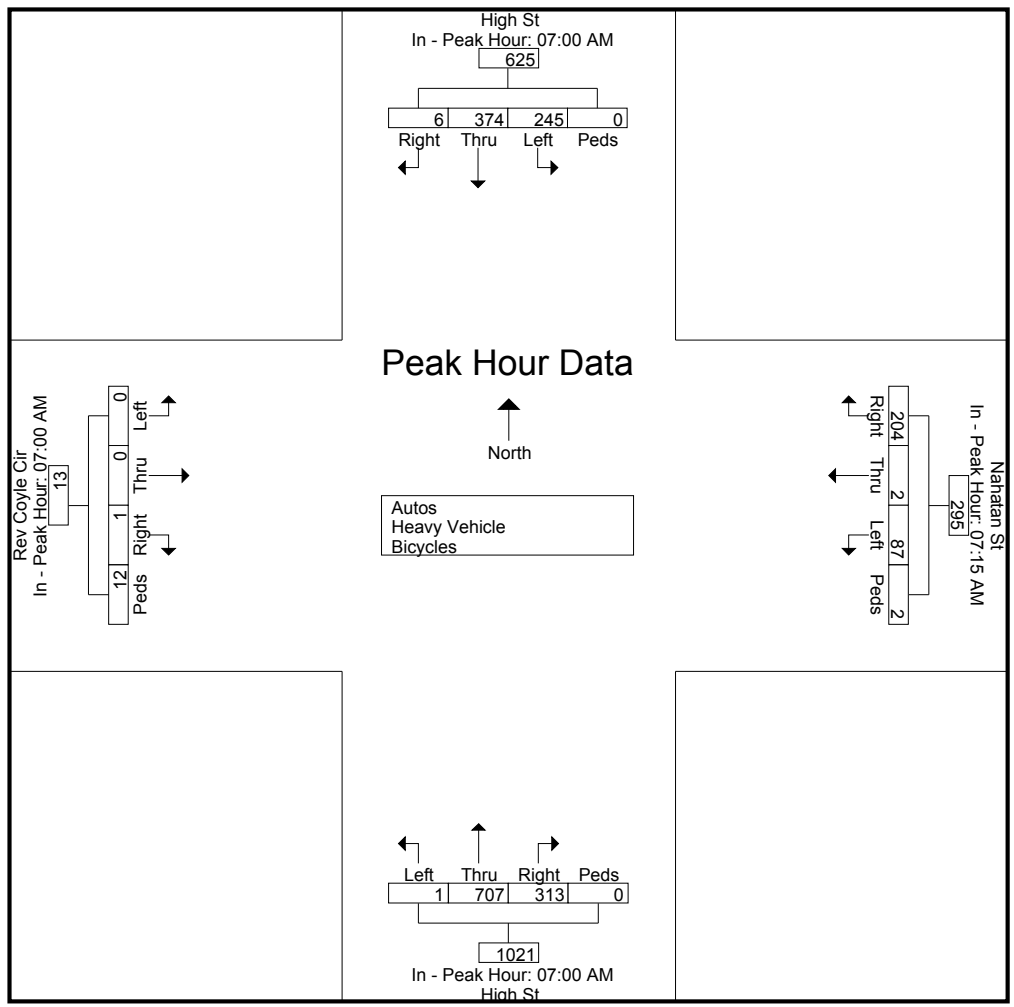 High St
In - Peak Hour: 07:00 AM
625
6 374 245 0
Right Thru Left Peds
Peak Hour Data
North
Autos
Heavy Vehicle
Bicycles
Rev Coyle Cir
In - Peak Hour: 07:00 AM
13
0 0 1 12
Left Thru Right Peds
Nahatan St
In - Peak Hour: 07:15 AM
295
204 2 87 2
Right Thru Left Peds
Left Thru Right Peds
1 707 313 0
1021
In - Peak Hour: 07:00 AM
High St